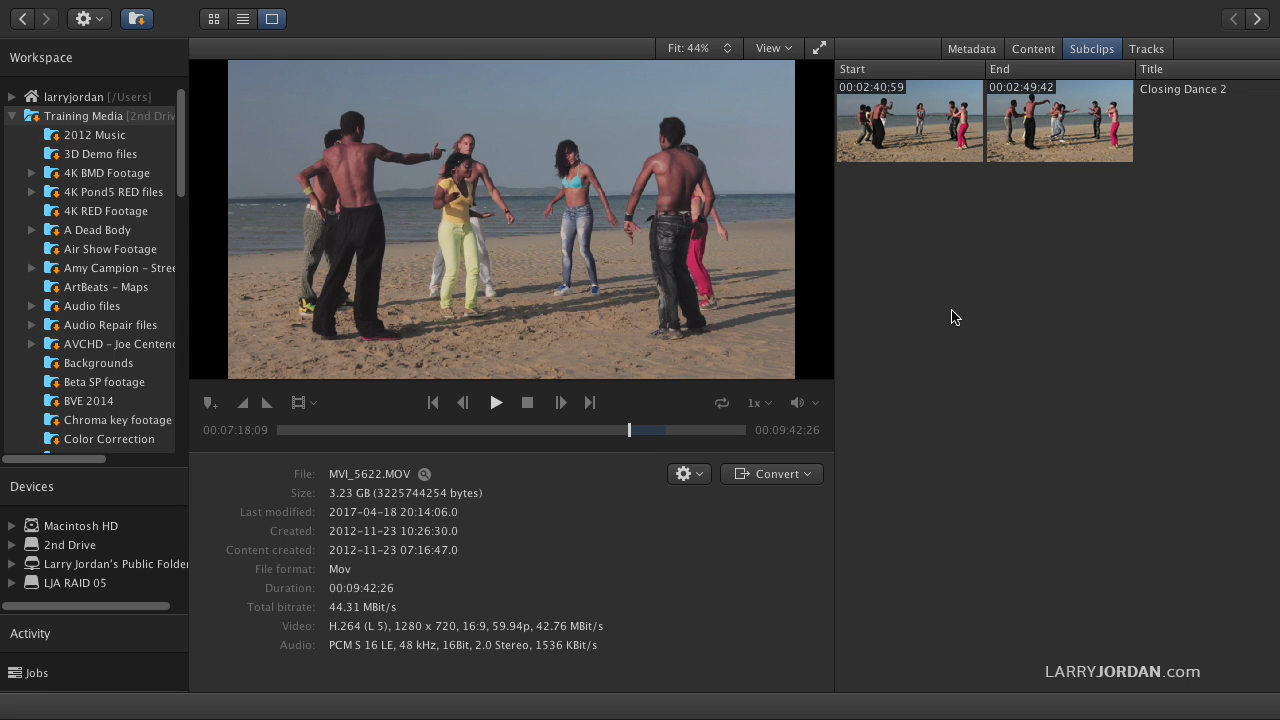 Fit: 44%
View
Metadata
Content
Subclips
Tracks
Workspace
Start
End
Title
larryjordan [/Users]
Training Media [2nd Driv
2012 Music
3D Demo files
4K BMD Footage
4K Pond5 RED files
4K RED Footage
A Dead Body
Air Show Footage
Amy Campion – Stree
ArtBeats – Maps
Audio files
Audio Repair files
AVCHD – Joe Centeno
Backgrounds
Beta SP footage
BVE 2014
Chroma key footage
Color Correction
00:02:40;59
00:02:49;42
Closing Dance 2
1x
00:07:18;09
00:09:42;26
Devices
Macintosh HD
2nd Drive
Larry Jordan's Public Folder
LJA RAID 05
Activity
Jobs
File: MVI_5622.MOV
Convert
Size: 3.23 GB (3225744254 bytes)
Last modified: 2017-04-18 20:14:06.0
Created: 2012-11-23 10:26:30.0
Content created: 2012-11-23 07:16:47.0
File format: Mov
Duration: 00:09:42;26
Total bitrate: 44.31 MBit/s
Video: H.264 (L 5), 1280 x 720, 16:9, 59.94p, 42.76 MBit/s
Audio: PCM S 16 LE, 48 kHz, 16Bit, 2.0 Stereo, 1536 KBit/s
LARRYJORDAN.com